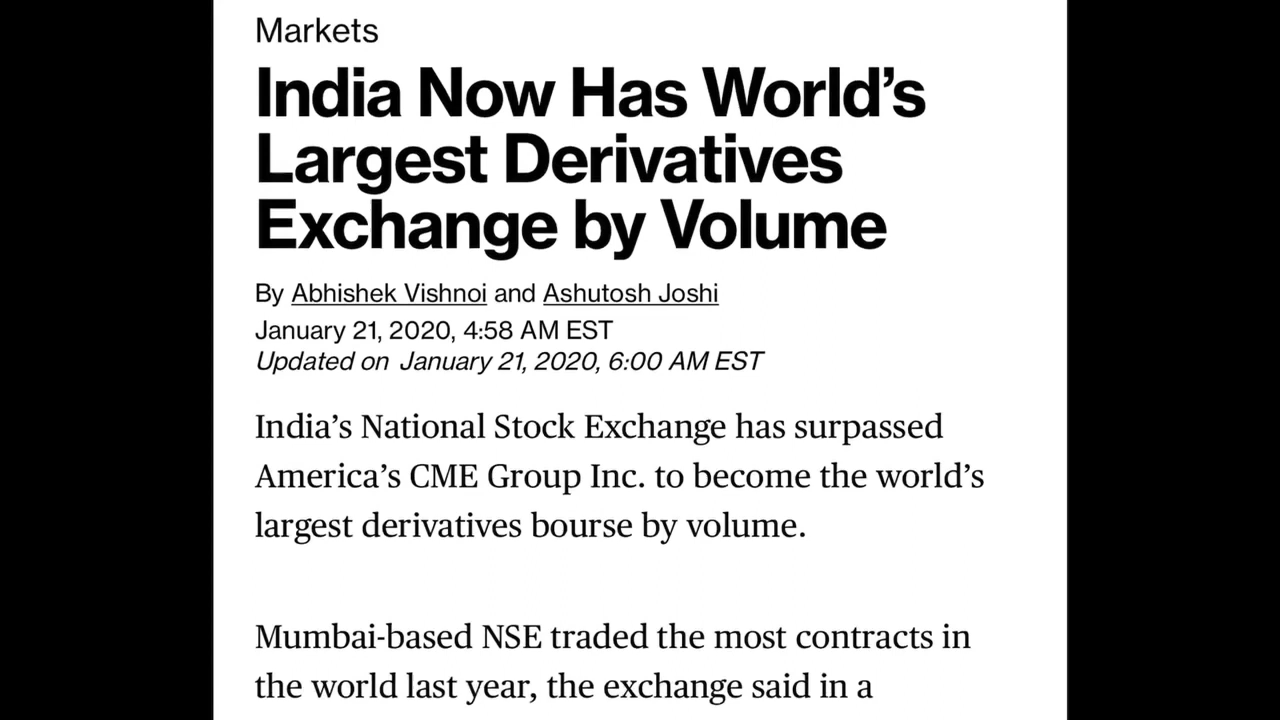 Markets
India Now Has World’s
Largest Derivatives
Exchange by Volume
By Abhishek Vishnoi and Ashutosh Joshi
January 21, 2020, 4:58 AM EST
Updated on January 21, 2020, 6:00 AM EST
India’s National Stock Exchange has surpassed
America’s CME Group Inc. to become the world’s
largest derivatives bourse by volume.
Mumbai-based NSE traded the most contracts in
the world last year, the exchange said in a